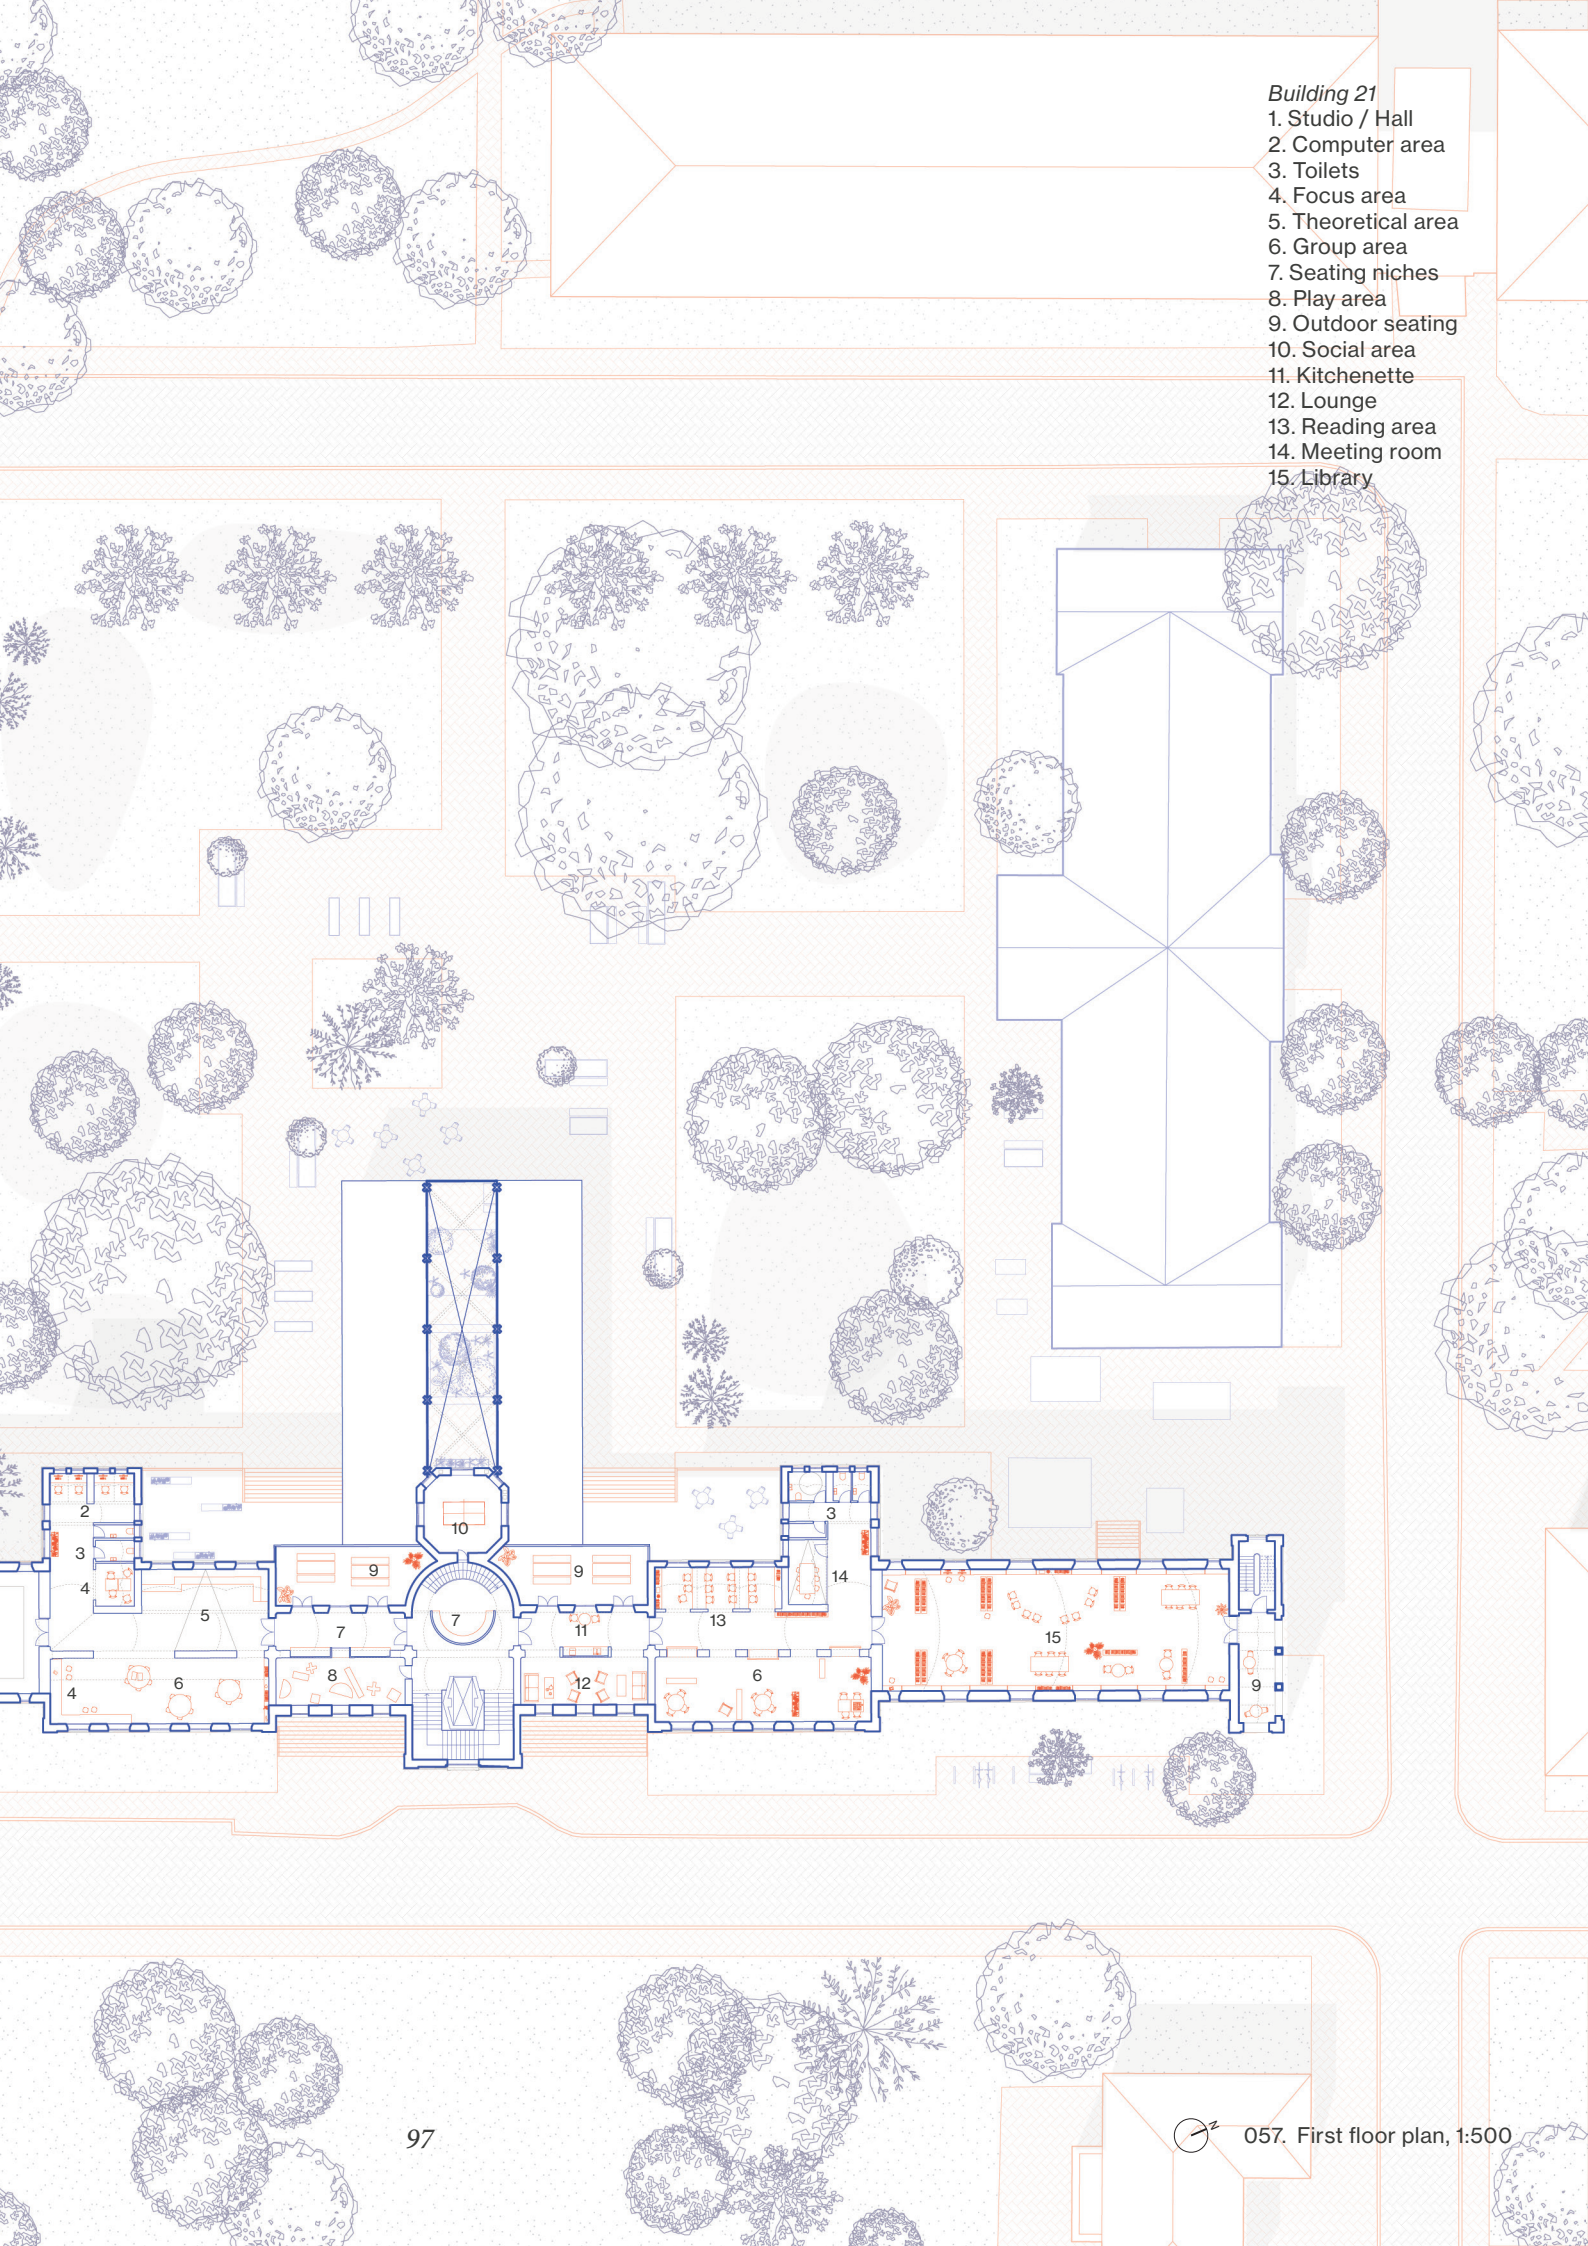 Building 21
1. Studio / Hall
2. Computer area
3. Toilets
4. Focus area
5. Theoretical area
6. Group area
7. Seating niches
8. Play area
9. Outdoor seating
10. Social area
11. Kitchenette
12. Lounge
13. Reading area
14. Meeting room
15. Library
2
3
10
3
4
9
9
14
5
7
7
11
13
15
4
6
8
12
6
9
97
N
057. First floor plan, 1:500